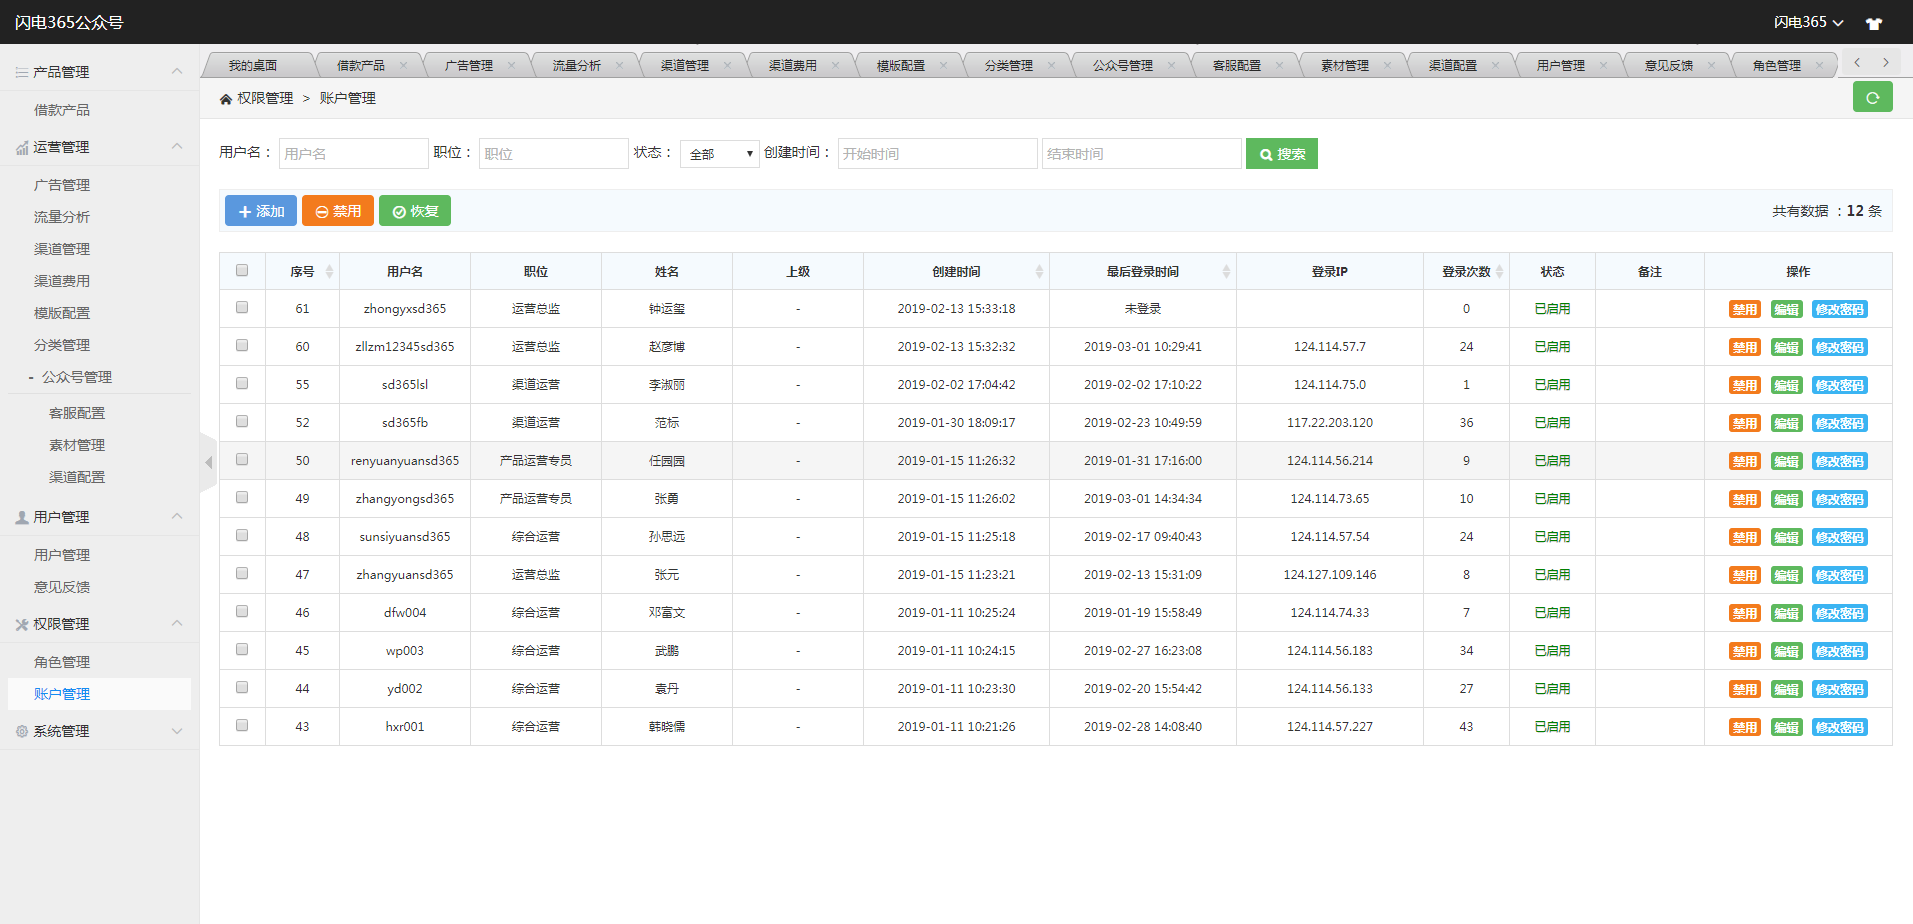 闪电365公众号
闪电365
产品管理
借款产品
运营管理
广告管理
流量分析
渠道管理
渠道费用
模版配置
分类管理
- 公众号管理
客服配置
素材管理
渠道配置
用户管理
用户管理
意见反馈
权限管理
角色管理
账户管理
系统管理
我的桌面 借款产品 广告管理 流量分析 渠道管理 渠道费用 模版配置 分类管理 公众号管理 客服配置 素材管理 渠道配置 用户管理 意见反馈 角色管理
权限管理 > 账户管理
用户名： 用户名 职位： 职位 状态： 全部 创建时间： 开始时间 结束时间 搜索
添加 禁用 恢复 共有数据 ：12 条
序号 用户名 职位 姓名 上级 创建时间 最后登录时间 登录IP 登录次数 状态 备注 操作
61 zhongyxsd365 运营总监 钟运玺 - 2019-02-13 15:33:18 未登录 0 已启用 禁用 编辑 修改密码
60 zllzm12345sd365 运营总监 赵彦博 - 2019-02-13 15:32:32 2019-03-01 10:29:41 124.114.57.7 24 已启用 禁用 编辑 修改密码
55 sd365lsl 渠道运营 李淑丽 - 2019-02-02 17:04:42 2019-02-02 17:10:22 124.114.75.0 1 已启用 禁用 编辑 修改密码
52 sd365fb 渠道运营 范标 - 2019-01-30 18:09:17 2019-02-23 10:49:59 117.22.203.120 36 已启用 禁用 编辑 修改密码
50 renyuanyuansd365 产品运营专员 任园园 - 2019-01-15 11:26:32 2019-01-31 17:16:00 124.114.56.214 9 已启用 禁用 编辑 修改密码
49 zhangyongsd365 产品运营专员 张勇 - 2019-01-15 11:26:02 2019-03-01 14:34:34 124.114.73.65 10 已启用 禁用 编辑 修改密码
48 sunsiyuansd365 综合运营 孙思远 - 2019-01-15 11:25:18 2019-02-17 09:40:43 124.114.57.54 24 已启用 禁用 编辑 修改密码
47 zhangyuansd365 运营总监 张元 - 2019-01-15 11:23:21 2019-02-13 15:31:09 124.127.109.146 8 已启用 禁用 编辑 修改密码
46 dfw004 综合运营 邓富文 - 2019-01-11 10:25:24 2019-01-19 15:58:49 124.114.74.33 7 已启用 禁用 编辑 修改密码
45 wp003 综合运营 武鹏 - 2019-01-11 10:24:15 2019-02-27 16:23:08 124.114.56.183 34 已启用 禁用 编辑 修改密码
44 yd002 综合运营 袁丹 - 2019-01-11 10:23:30 2019-02-20 15:54:42 124.114.56.133 27 已启用 禁用 编辑 修改密码
43 hxr001 综合运营 韩晓儒 - 2019-01-11 10:21:26 2019-02-28 14:08:40 124.114.57.227 43 已启用 禁用 编辑 修改密码